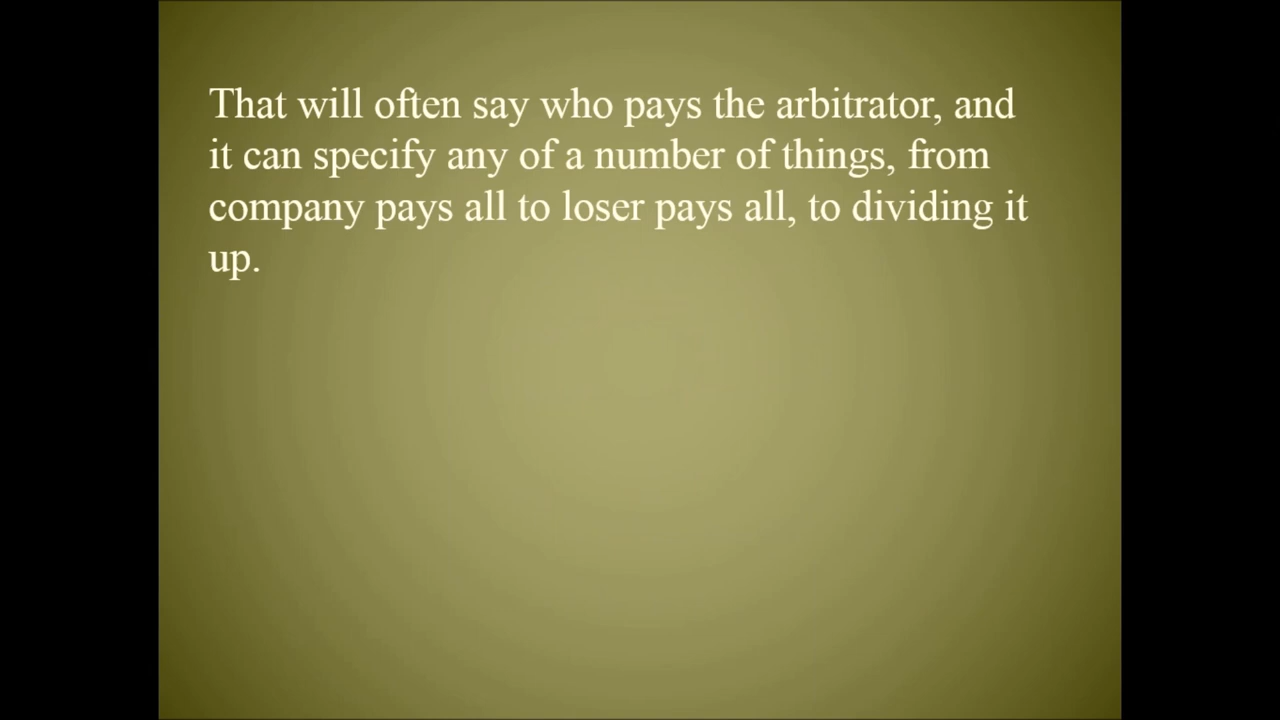 That will often say who pays the arbitrator, and
it can specify any of a number of things, from
company pays all to loser pays all, to dividing it
up.